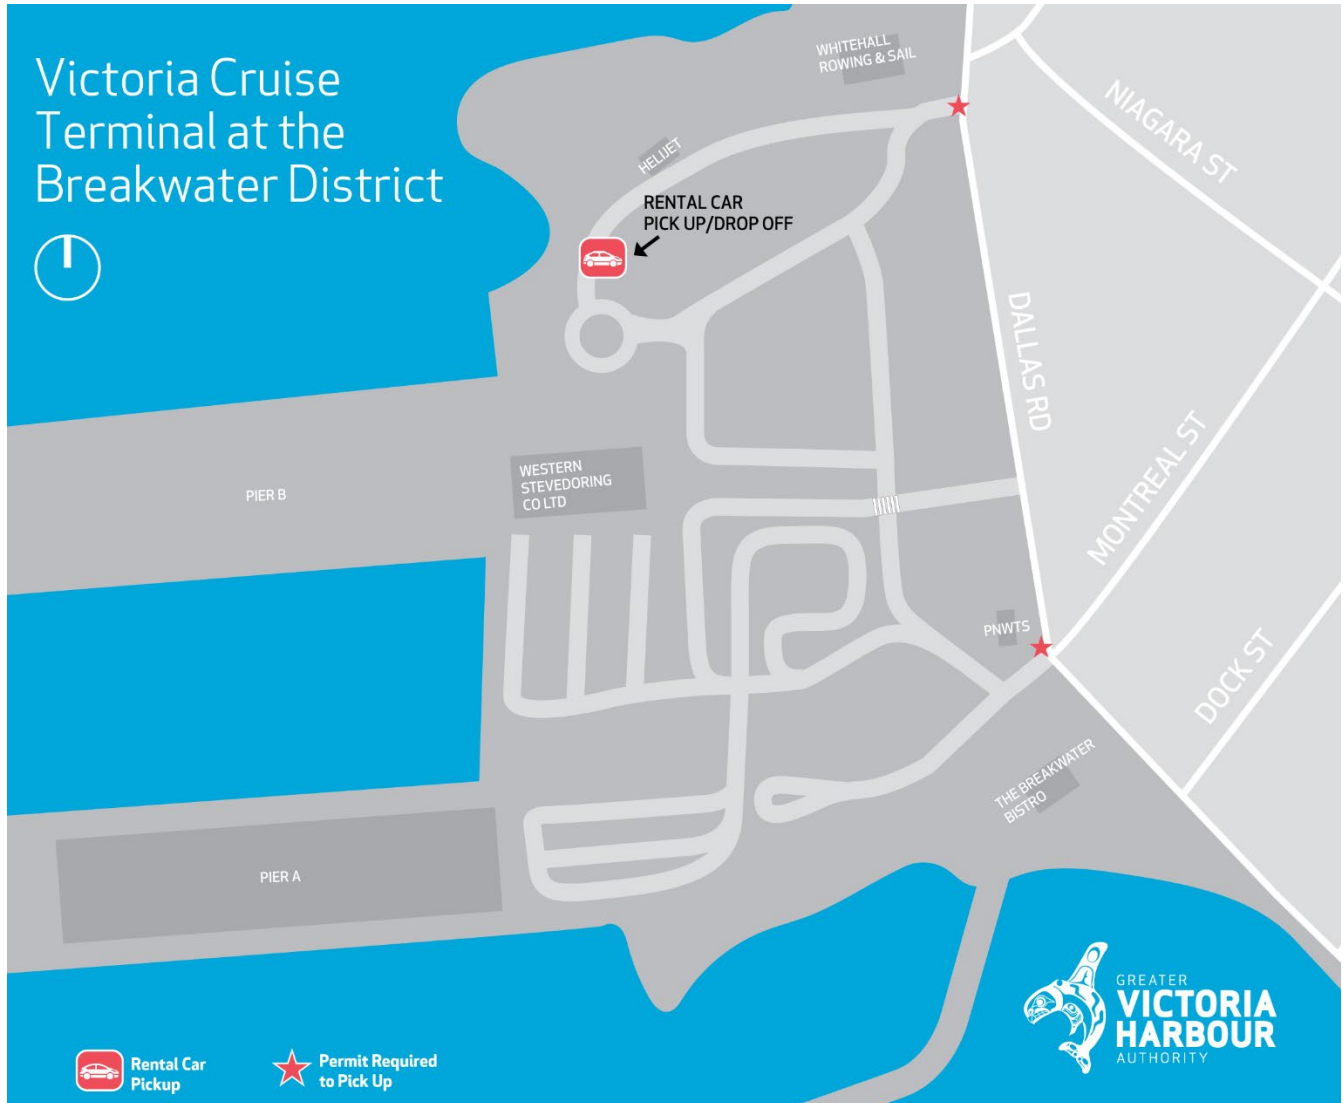 Victoria Cruise
Terminal at the
Breakwater District
WHITEHALL
ROWING & SAIL
NIAGARA ST
HELIJET
RENTAL CAR
PICK UP/DROP OFF
DALLAS RD
MONTREAL ST
WESTERN
STEVEDORING
CO LTD
PIER B
PNWTS
DOCK ST
THE BREAKWATER
BISTRO
PIER A
GREATER
VICTORIA
HARBOUR
AUTHORITY
Rental Car
Pickup
Permit Required
to Pick Up